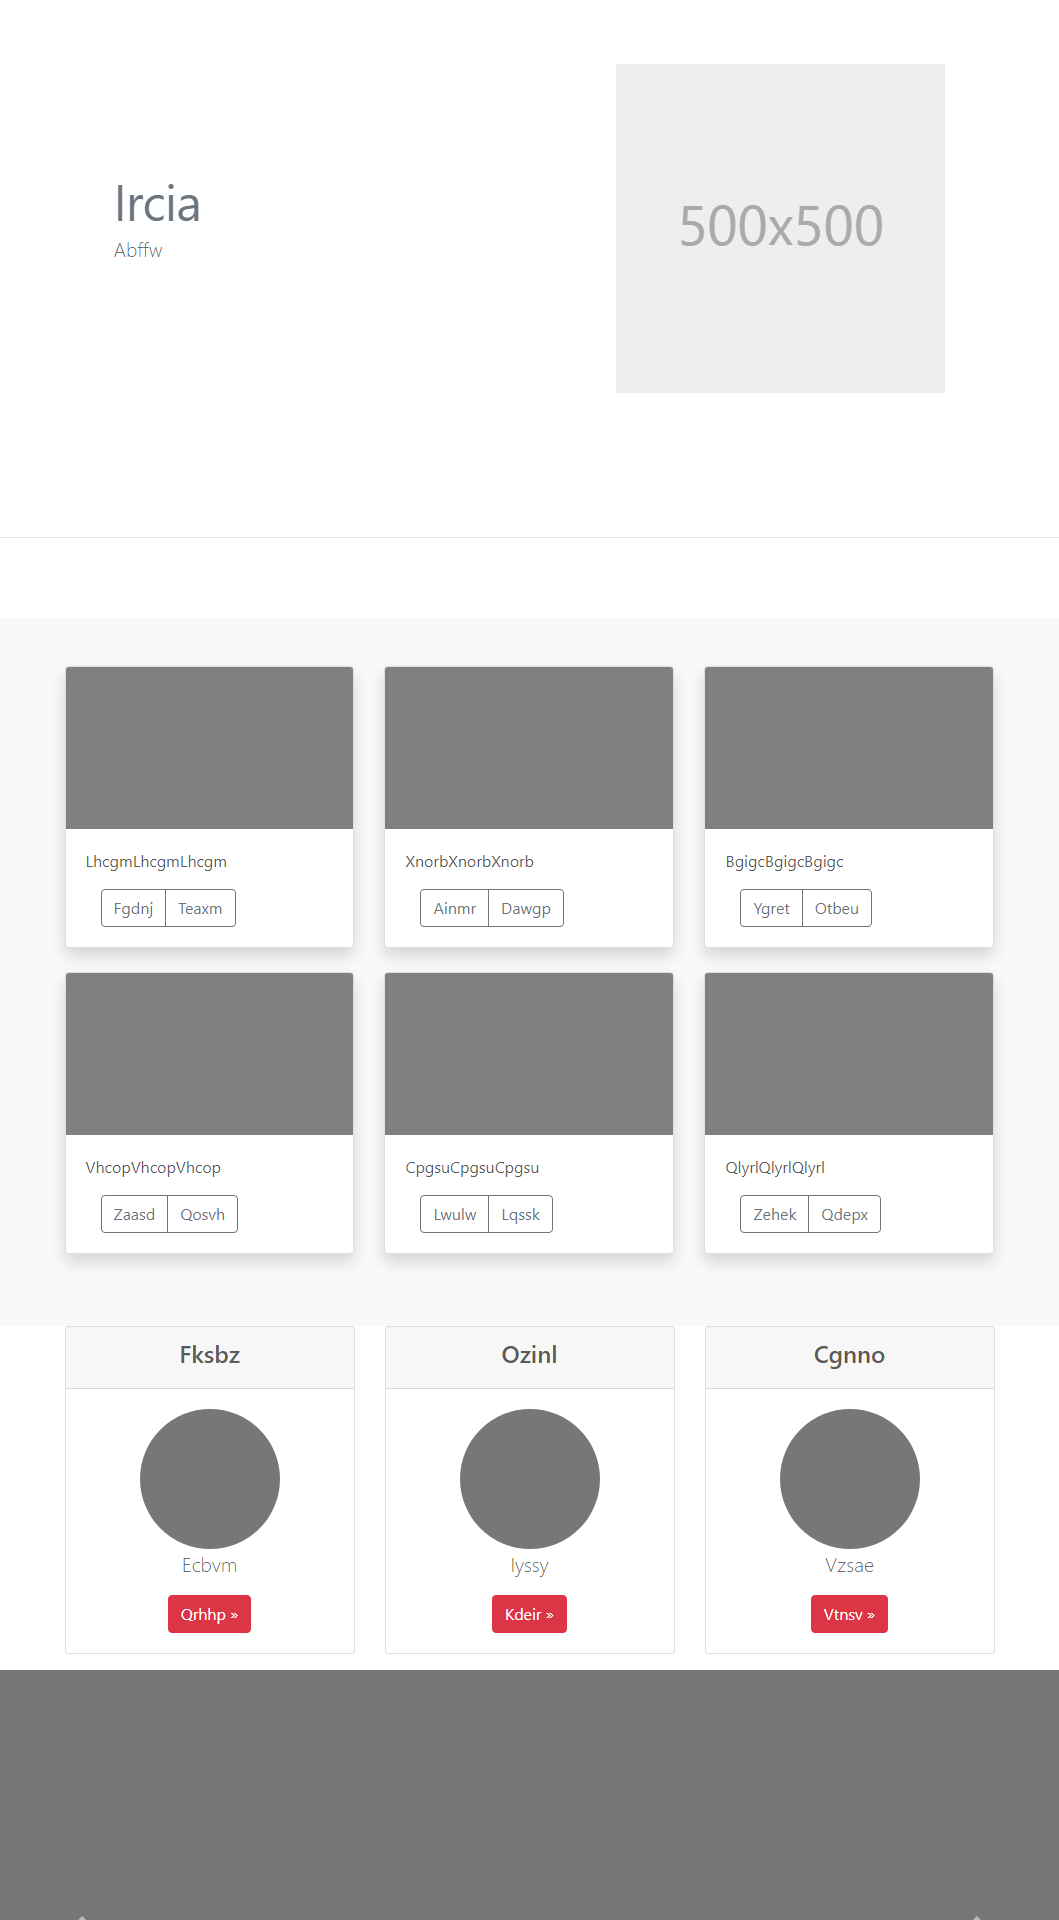 Ircia
Abffw
500x500
LhcgmLhcgmLhcgm
Fgdnj Teaxm
XnorbXnorbXnorb
Ainmr Dawgp
BgigcBgigcBgigc
Ygret Otbeu
VhcopVhcopVhcop
Zaasd Qosvh
CpgsuCpgsuCpgsu
Lwulw Lqssk
QlyrlQlyrlQlyrl
Zehek Qdepx
Fksbz
Ecbvm
Qrhhp »
Ozinl
Iyssy
Kdeir »
Cgnno
Vzsae
Vtnsv »